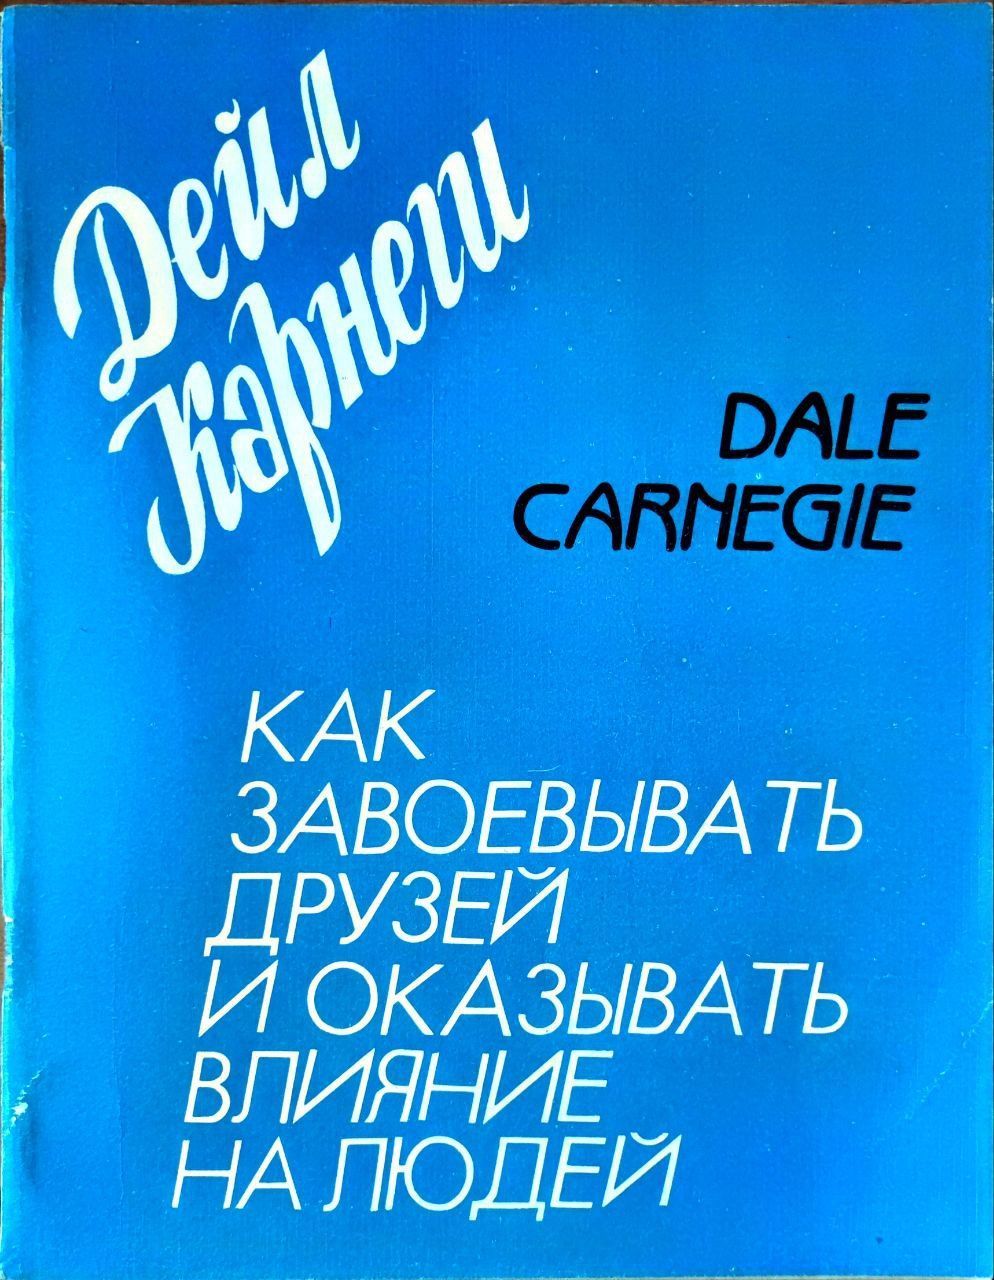 Дейл
Карнеги
DALE
CARNEGIE
КАК
ЗАВОЕВЫВАТЬ
ДРУЗЕЙ
И ОКАЗЫВАТЬ
ВЛИЯНИЕ
НА ЛЮДЕЙ